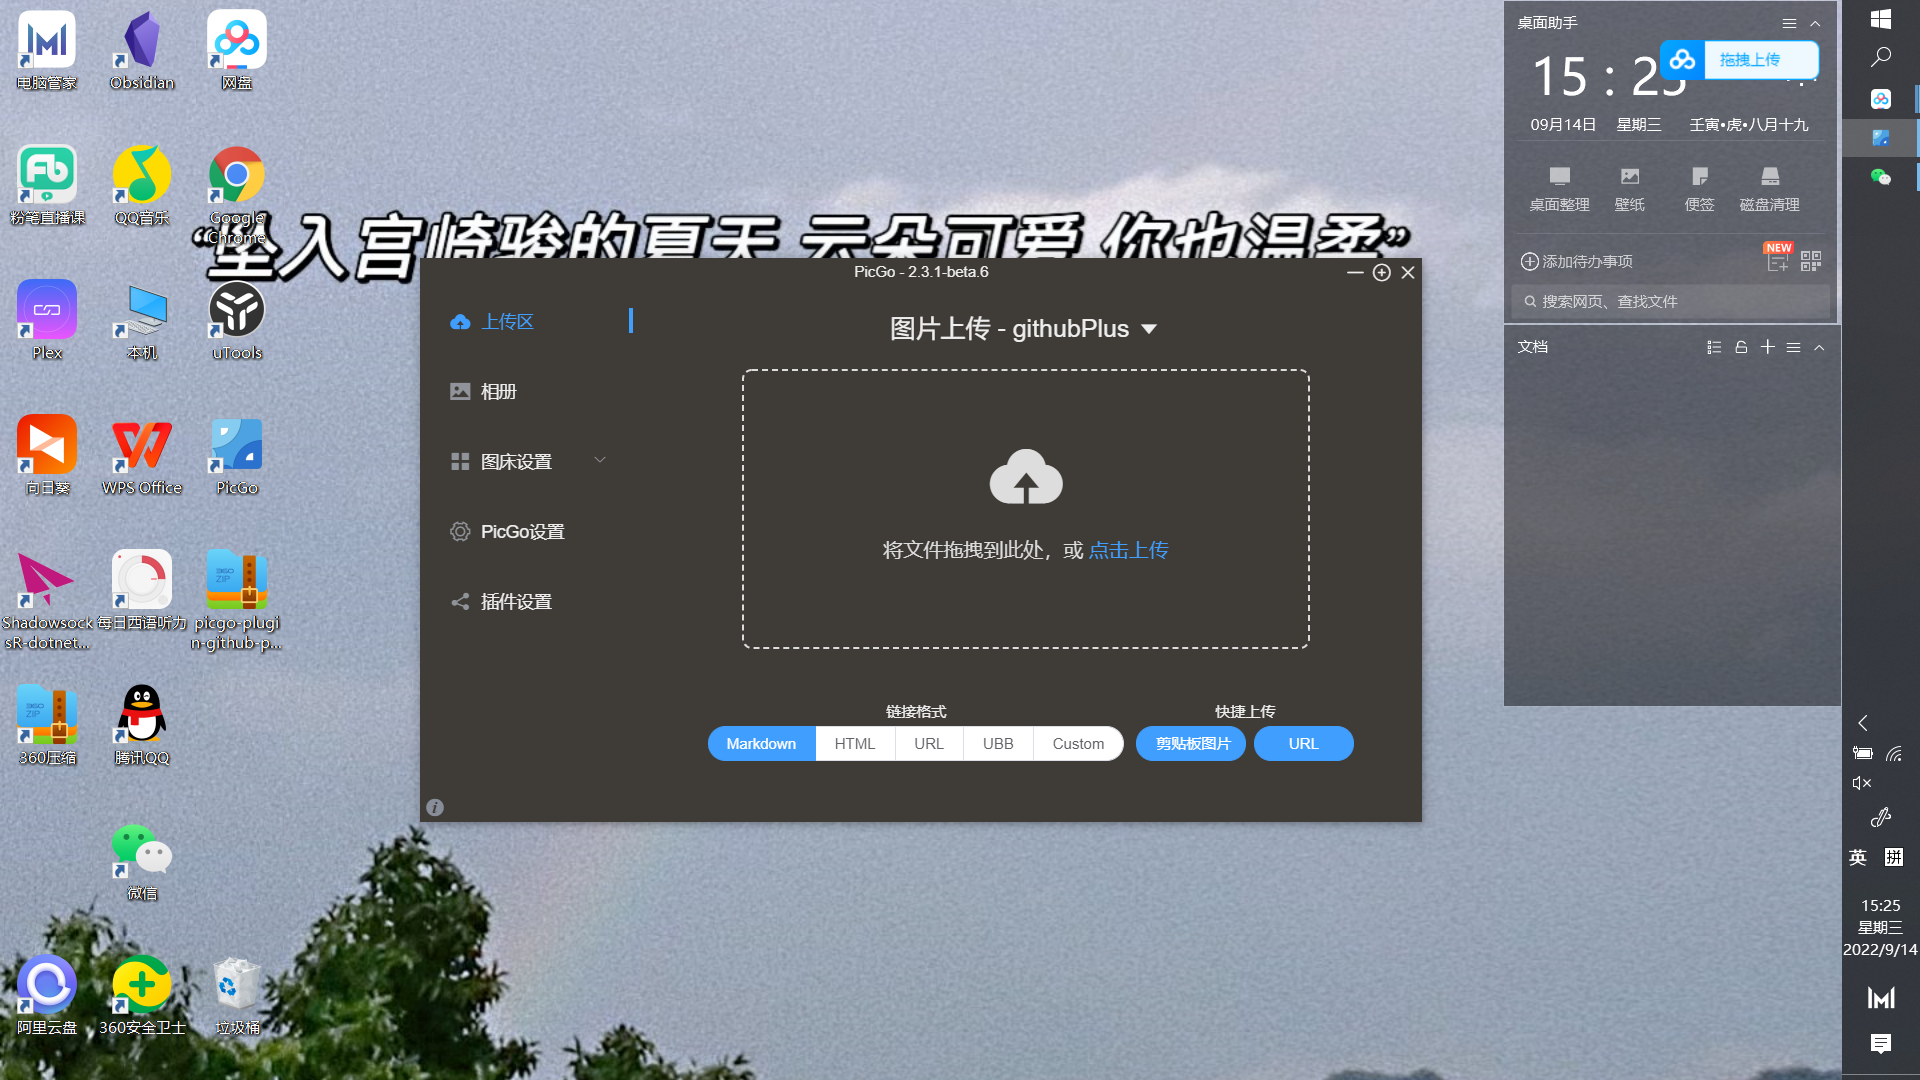 电脑管家
Obsidian
网盘
粉笔直播课
QQ音乐
Google Chrome
Plex
本机
uTools
向日葵
WPS Office
PicGo
Shadowsock
sR-dotnet...
每日西语听力
picgo-plugi
n-github-p...
360压缩
腾讯QQ
微信
阿里云盘
360安全卫士
垃圾桶
“坠入宫崎骏的夏天 云朵可爱 你也温柔”
PicGo - 2.3.1-beta.6
上传区
相册
图床设置
PicGo设置
插件设置
图片上传 - githubPlus
将文件拖拽到此处，或 点击上传
链接格式
快捷上传
Markdown
HTML
URL
UBB
Custom
剪贴板图片
URL
桌面助手
15 : 25
拖拽上传
09月14日 星期三 壬寅•虎•八月十九
桌面整理
壁纸
便签
磁盘清理
添加待办事项
NEW
搜索网页、查找文件
文档
英
拼
15:25
星期三
2022/9/14